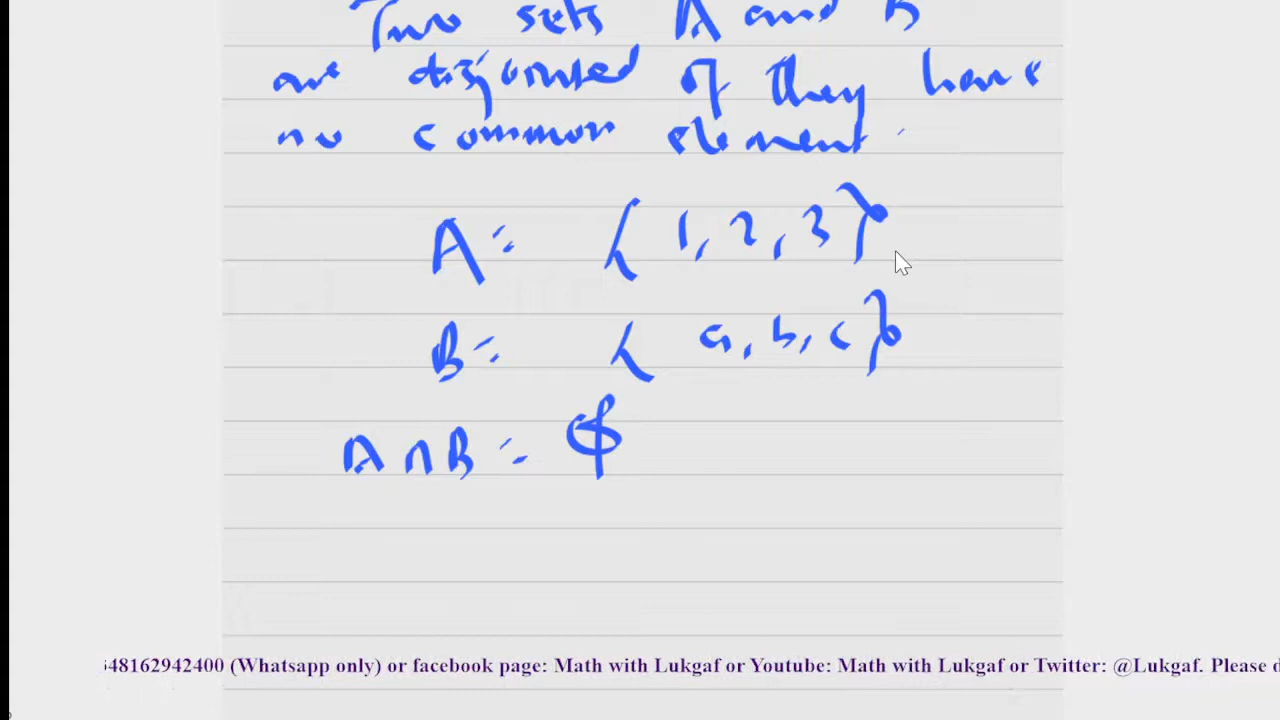 Two sets A and B
are disjointed if they have
no common element.
A = { 1, 2, 3 }
B = { a, b, c }
A ∩ B = ϕ
48162942400 (Whatsapp only) or facebook page: Math with Lukgaf or Youtube: Math with Lukgaf or Twitter: @Lukgaf. Please d